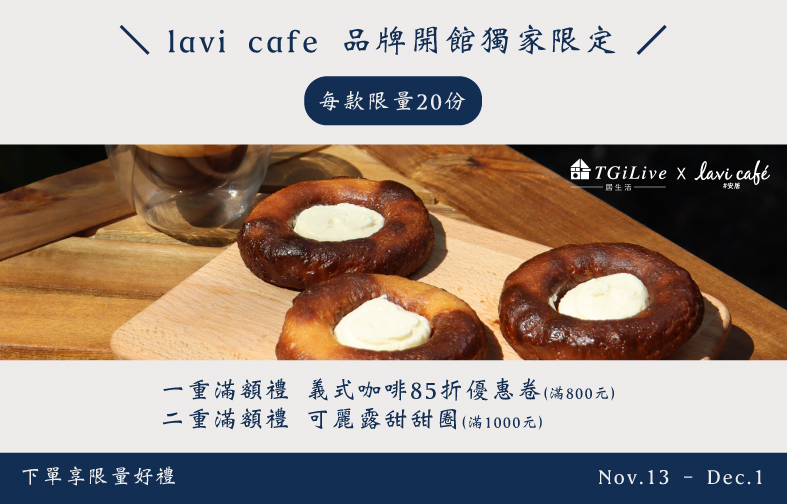 lavi cafe 品牌開館獨家限定
每款限量20份
TGiLive 居生活 X lavi café #安居
一重滿額禮 義式咖啡85折優惠卷(滿800元)
二重滿額禮 可麗露甜甜圈(滿1000元)
下單享限量好禮
Nov.13 – Dec.1